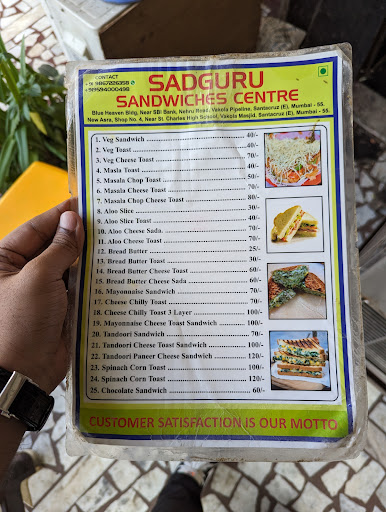 CONTACT
9867226358
9594000498
SADGURU
SANDWICHES CENTRE
Blue Heaven Bldg, Near SBI Bank, Nehru Road, Vakola Pipeline, Santacruz (E), Mumbai - 55.
New Asra, Shop No. 4, Near St. Charles High School, Vakola Masjid, Santacruz (E), Mumbai - 55.
1. Veg Sandwich 40/-
2. Veg Toast 40/-
3. Veg Cheese Toast 70/-
4. Masla Toast 40/-
5. Masala Chop Toast 50/-
6. Masala Cheese Toast 70/-
7. Masala Chop Cheese Toast 80/-
8. Aloo Slice 30/-
9. Aloo Slice Toast 40/-
10. Aloo Cheese Sada. 70/-
11. Aloo Cheese Toast 70/-
12. Bread Butter 25/-
13. Bread Butter Toast 30/-
14. Bread Butter Cheese Toast 60/-
15. Bread Butter Cheese Sada 60/-
16. Mayonnaise Sandwich 70/-
17. Cheese Chilly Toast 70/-
18. Cheese Chilly Toast 3 Layer 100/-
19. Mayonnaise Cheese Toast Sandwich 100/-
20. Tandoori Sandwich 70/-
21. Tandoori Cheese Toast Sandwich 100/-
22. Tandoori Paneer Cheese Sandwich 120/-
23. Spinach Corn Toast 100/-
24. Spinach Corn Toast 120/-
25. Chocolate Sandwich 60/-
CUSTOMER SATISFACTION IS OUR MOTTO